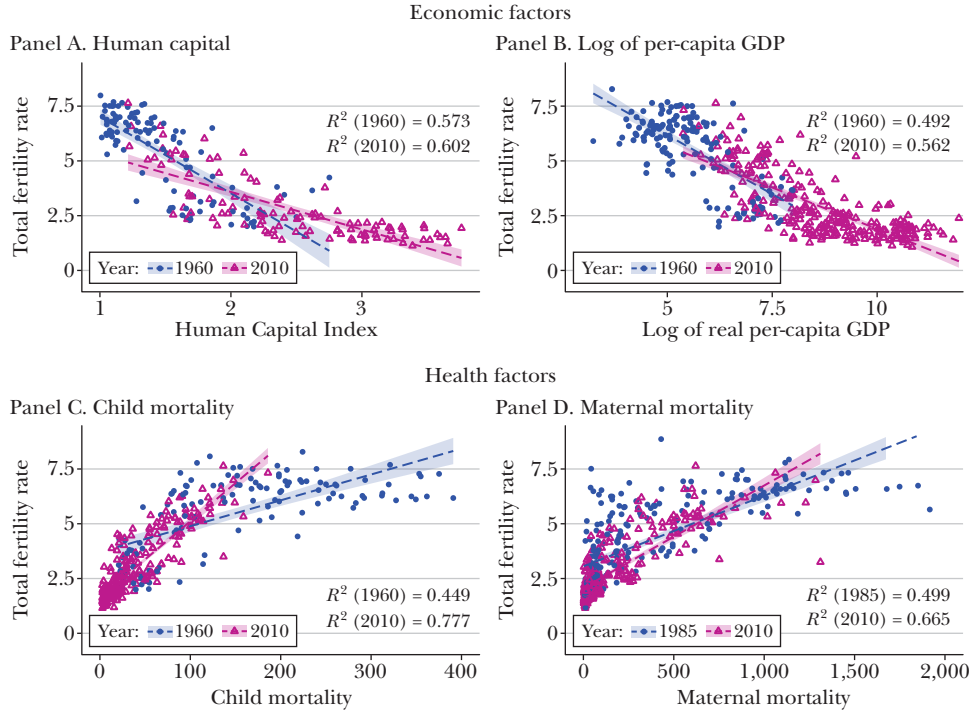 Economic factors
Panel A. Human capital
Total fertility rate
7.5
5
2.5
0
R² (1960) = 0.573
R² (2010) = 0.602
Year: 1960 2010
1 2 3
Human Capital Index
Panel B. Log of per-capita GDP
Total fertility rate
7.5
5
2.5
0
R² (1960) = 0.492
R² (2010) = 0.562
Year: 1960 2010
5 7.5 10
Log of real per-capita GDP
Health factors
Panel C. Child mortality
Total fertility rate
7.5
5
2.5
0
R² (1960) = 0.449
R² (2010) = 0.777
Year: 1960 2010
0 100 200 300 400
Child mortality
Panel D. Maternal mortality
Total fertility rate
7.5
5
2.5
0
R² (1985) = 0.499
R² (2010) = 0.665
Year: 1985 2010
0 500 1,000 1,500 2,000
Maternal mortality